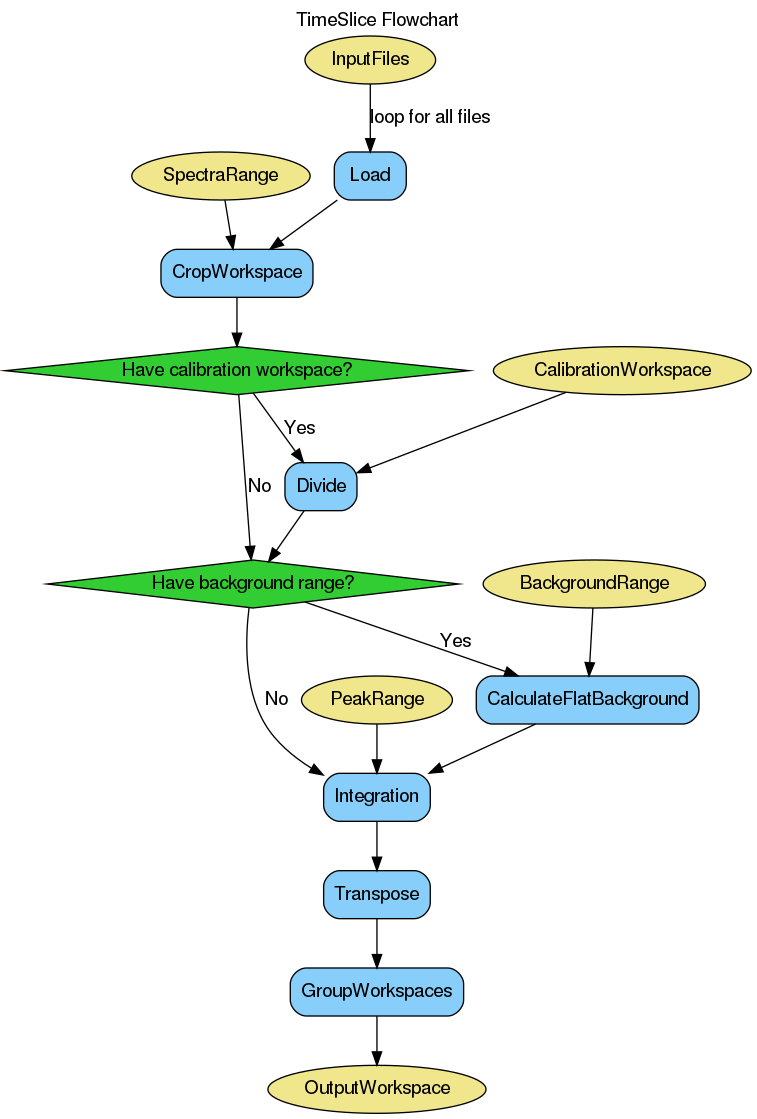 TimeSlice Flowchart
InputFiles
loop for all files
SpectraRange
Load
CropWorkspace
Have calibration workspace?
CalibrationWorkspace
Yes
No
Divide
Have background range?
BackgroundRange
Yes
No
PeakRange
CalculateFlatBackground
Integration
Transpose
GroupWorkspaces
OutputWorkspace